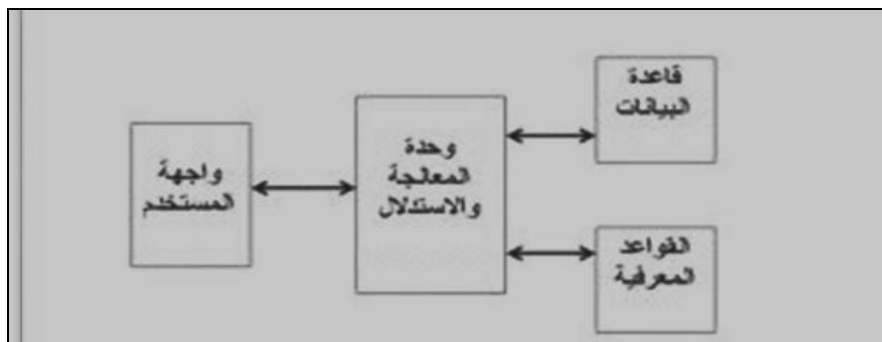 قاعدة
البيانات
وحدة
المعالجة
والاستدلال
واجهة
المستخدم
القواعد
المعرفية